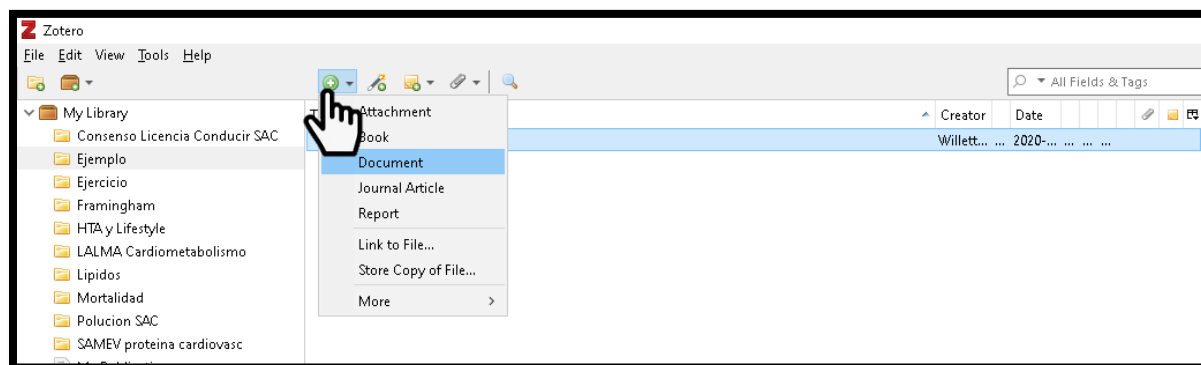 Zotero
File Edit View Tools Help
All Fields & Tags
My Library
Consenso Licencia Conducir SAC
Ejemplo
Ejercicio
Framingham
HTA y Lifestyle
LALMA Cardiometabolismo
Lipidos
Mortalidad
Polucion SAC
SAMEV proteina cardiovasc
Attachment
Book
Document
Journal Article
Report
Link to File...
Store Copy of File...
More
Creator Date
Willett... ... 2020-... ... ... ...